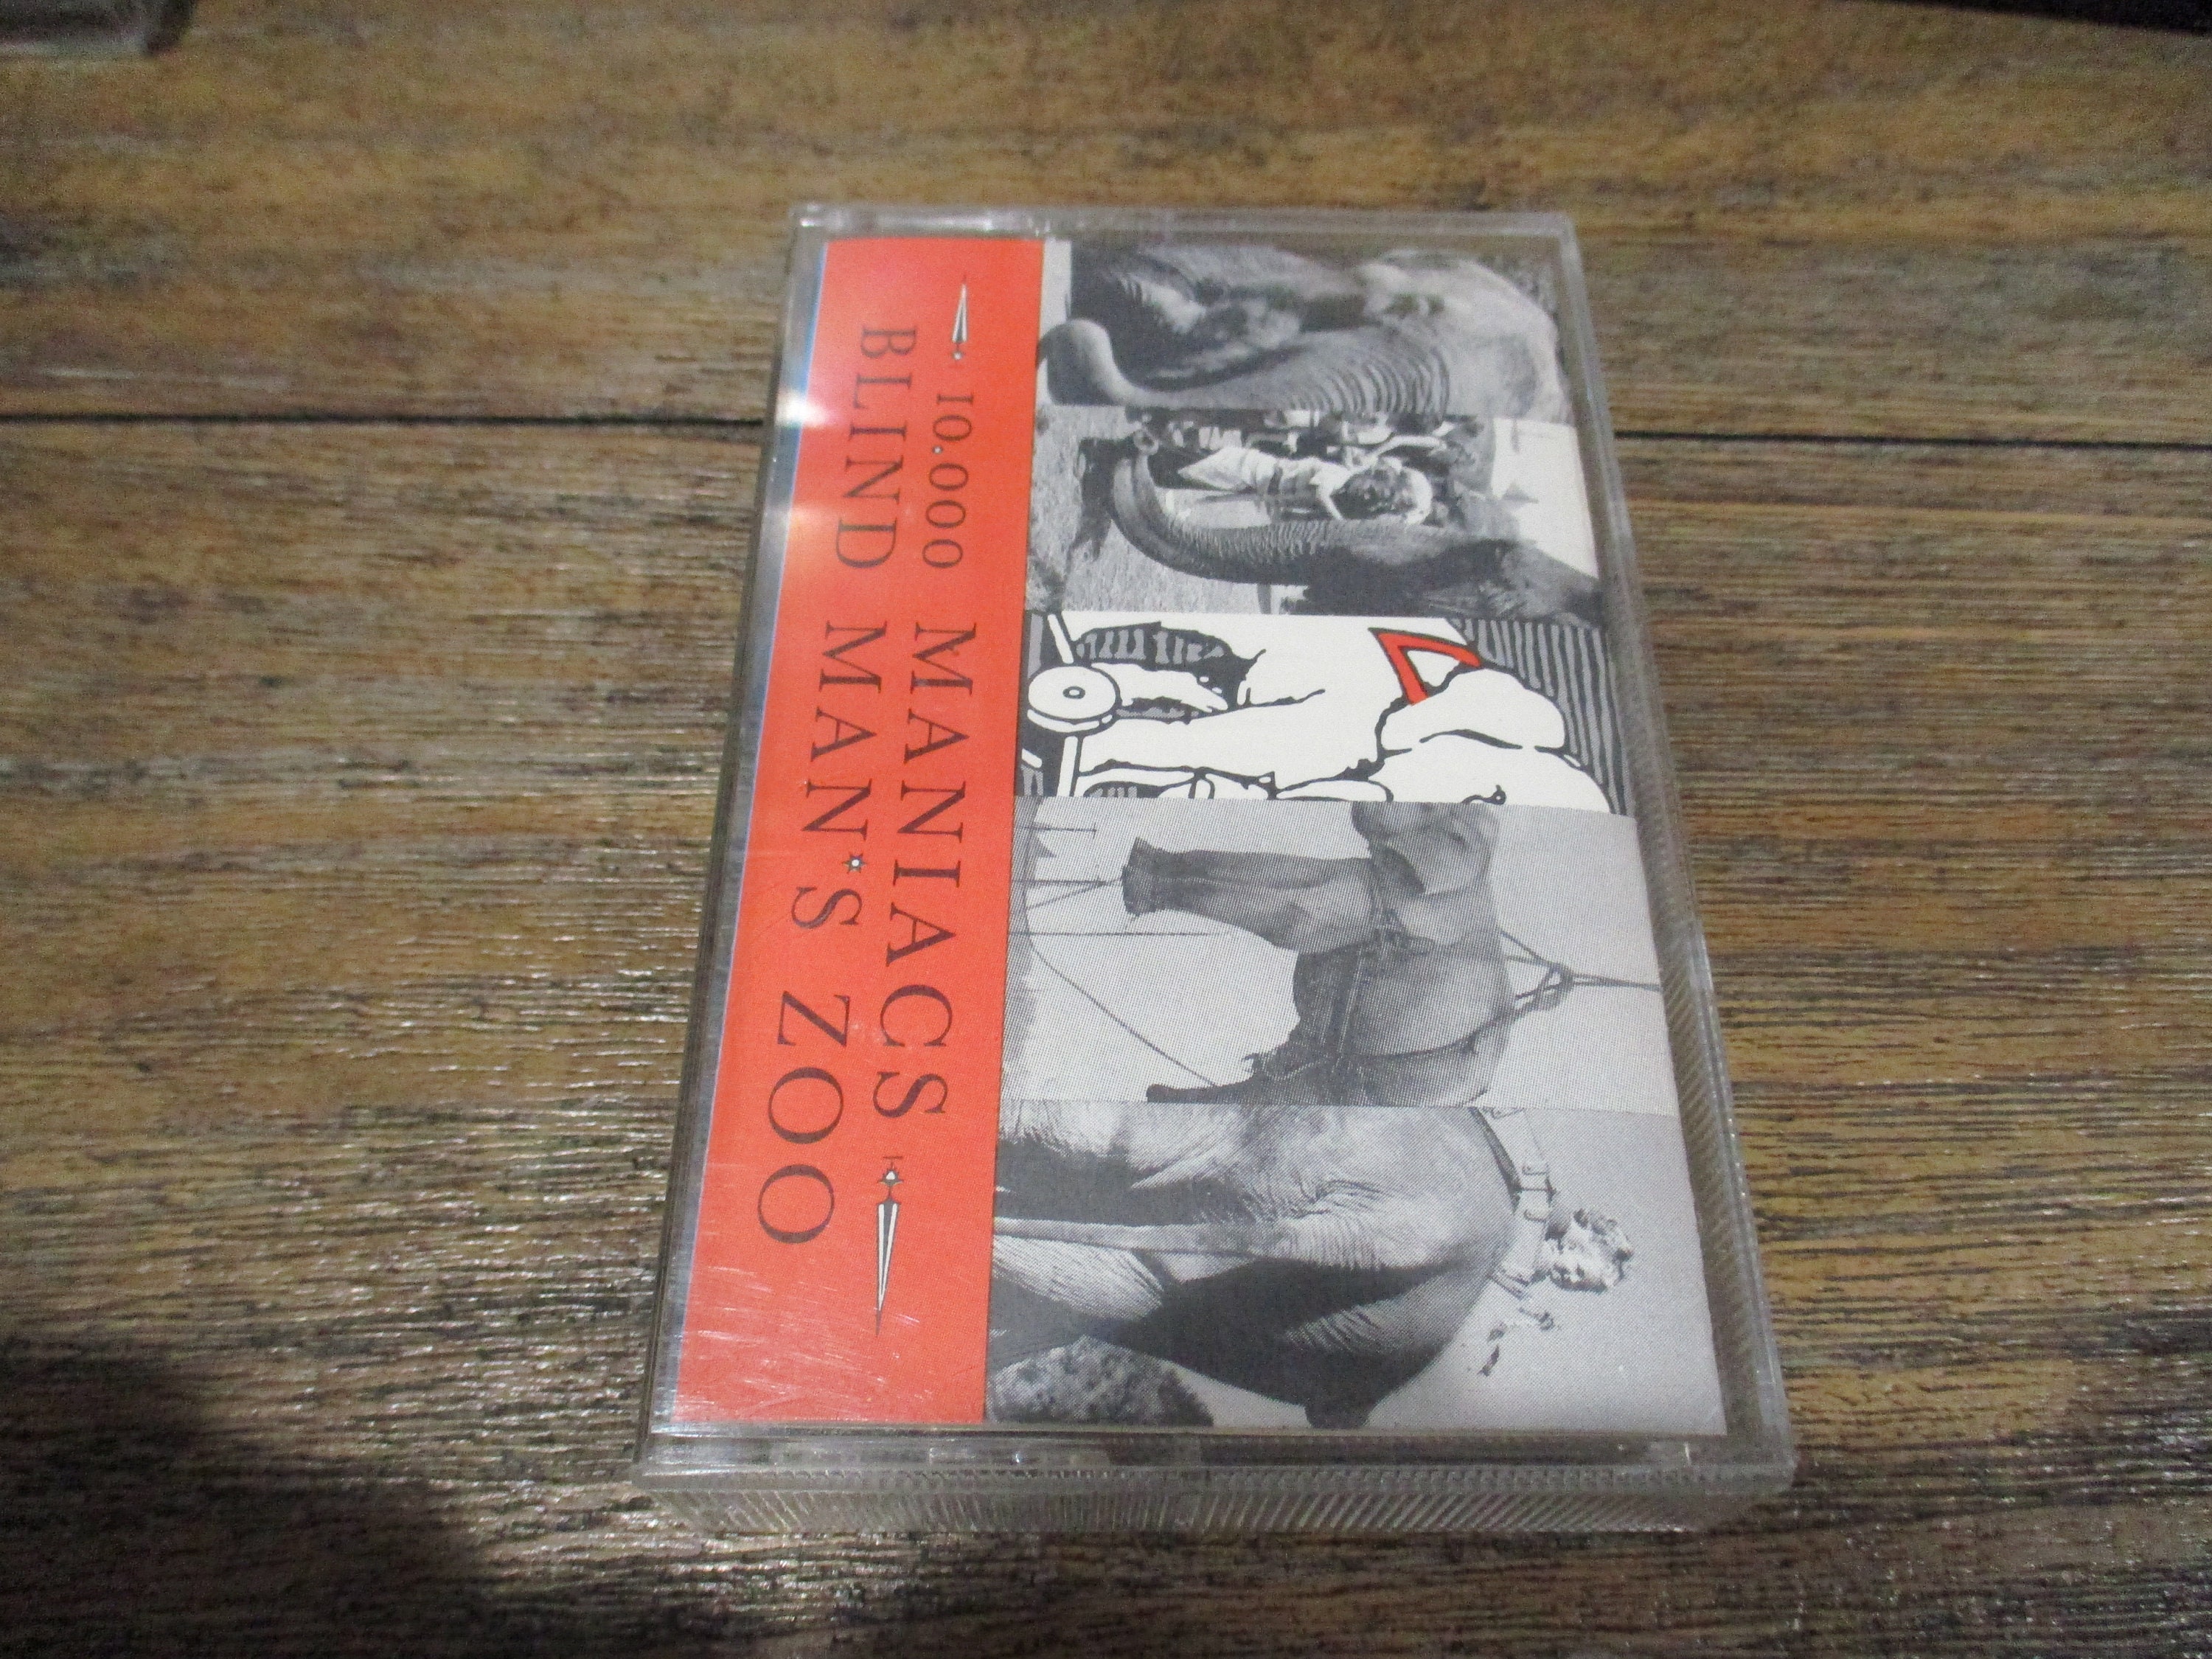 10,000 MANIACS
BLIND MAN'S ZOO